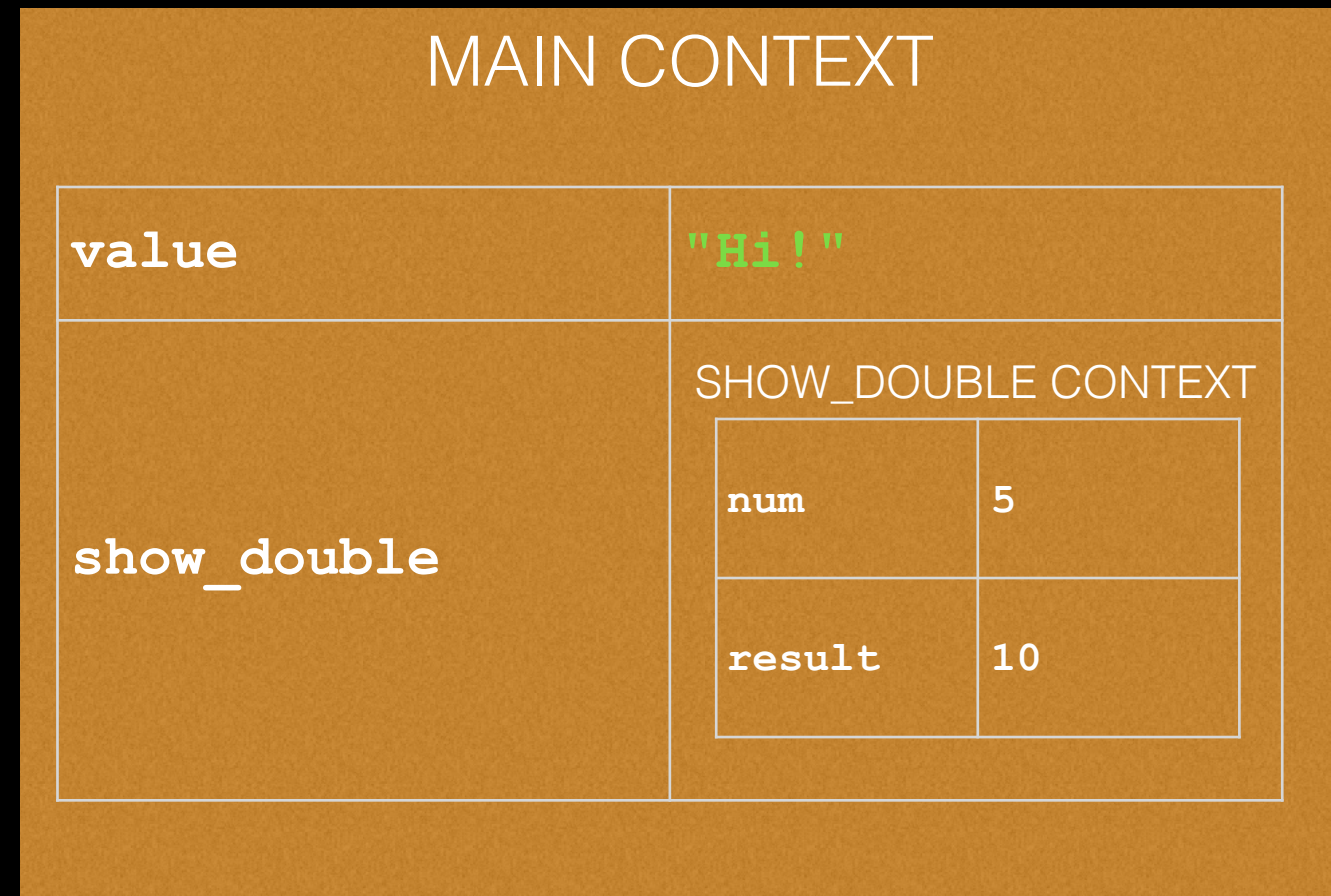 MAIN CONTEXT
value "Hi!"
SHOW_DOUBLE CONTEXT
num 5
show_double
result 10